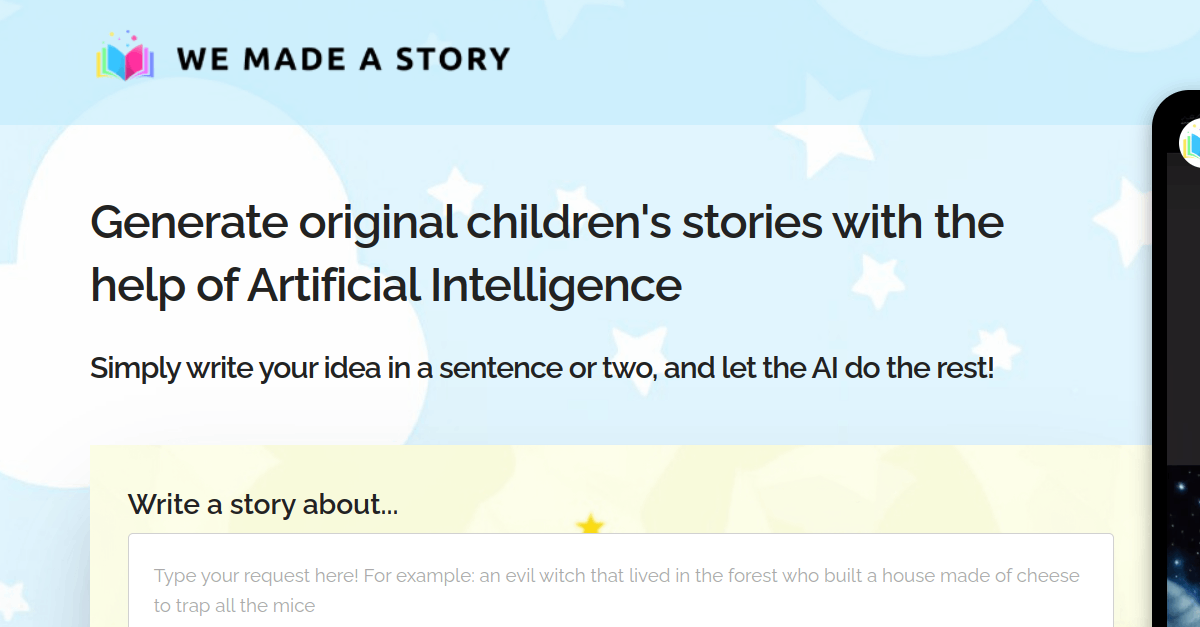 WE MADE A STORY
Generate original children's stories with the
help of Artificial Intelligence
Simply write your idea in a sentence or two, and let the AI do the rest!
Write a story about...
Type your request here! For example: an evil witch that lived in the forest who built a house made of cheese
to trap all the mice